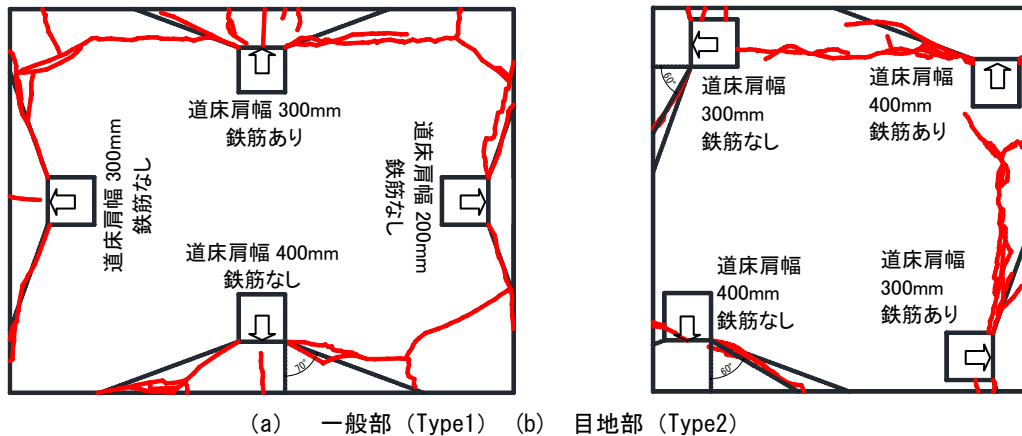 道床肩幅 300mm
鉄筋あり
道床肩幅 300mm
鉄筋なし
道床肩幅 200mm
鉄筋なし
道床肩幅 400mm
鉄筋なし
70°
60°
道床肩幅
300mm
鉄筋なし
道床肩幅
400mm
鉄筋あり
道床肩幅
400mm
鉄筋なし
道床肩幅
300mm
鉄筋あり
60°
(a) 一般部 (Type1) (b) 目地部 (Type2)